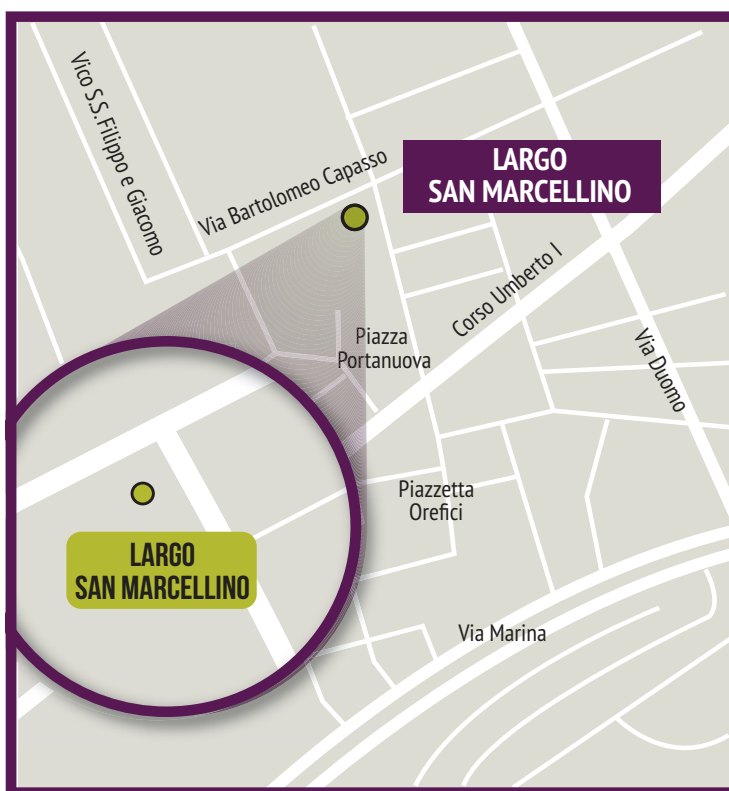 Vico S.S.Filippo e Giacomo
Via Bartolomeo Capasso
LARGO
SAN MARCELLINO
Corso Umberto I
Piazza
Portanuova
Via Duomo
Piazzetta
Orefici
LARGO
SAN MARCELLINO
Via Marina